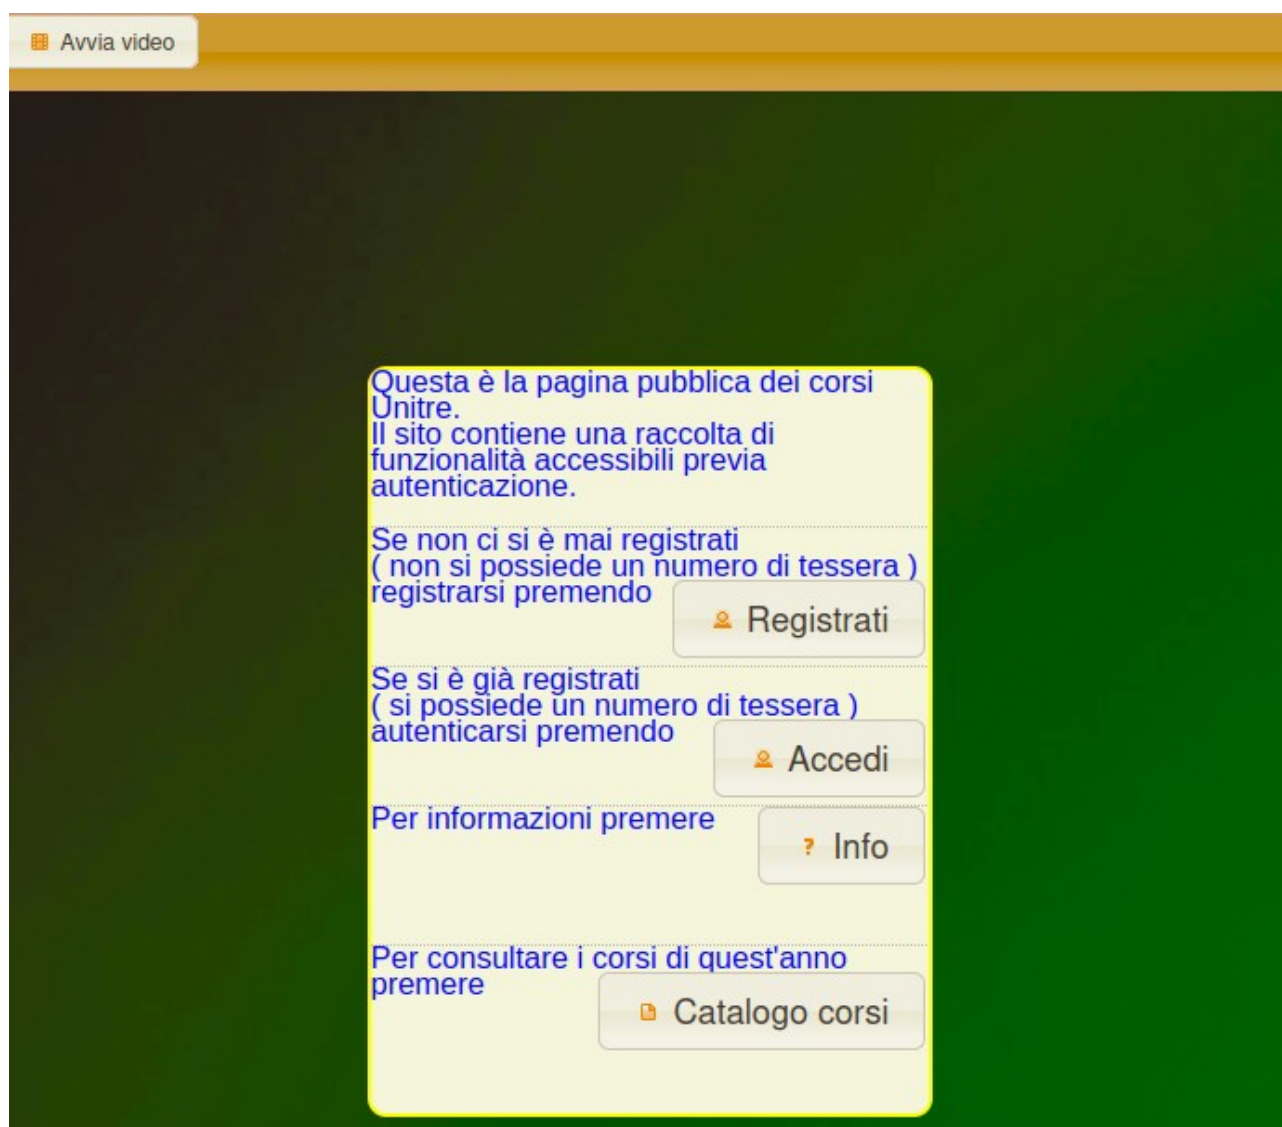 Avvia video
Questa è la pagina pubblica dei corsi
Unitre.
Il sito contiene una raccolta di
funzionalità accessibili previa
autenticazione.
Se non ci si è mai registrati
( non si possiede un numero di tessera )
registrarsi premendo
Registrati
Se si è già registrati
( si possiede un numero di tessera )
autenticarsi premendo
Accedi
Per informazioni premere
? Info
Per consultare i corsi di quest'anno
premere
Catalogo corsi